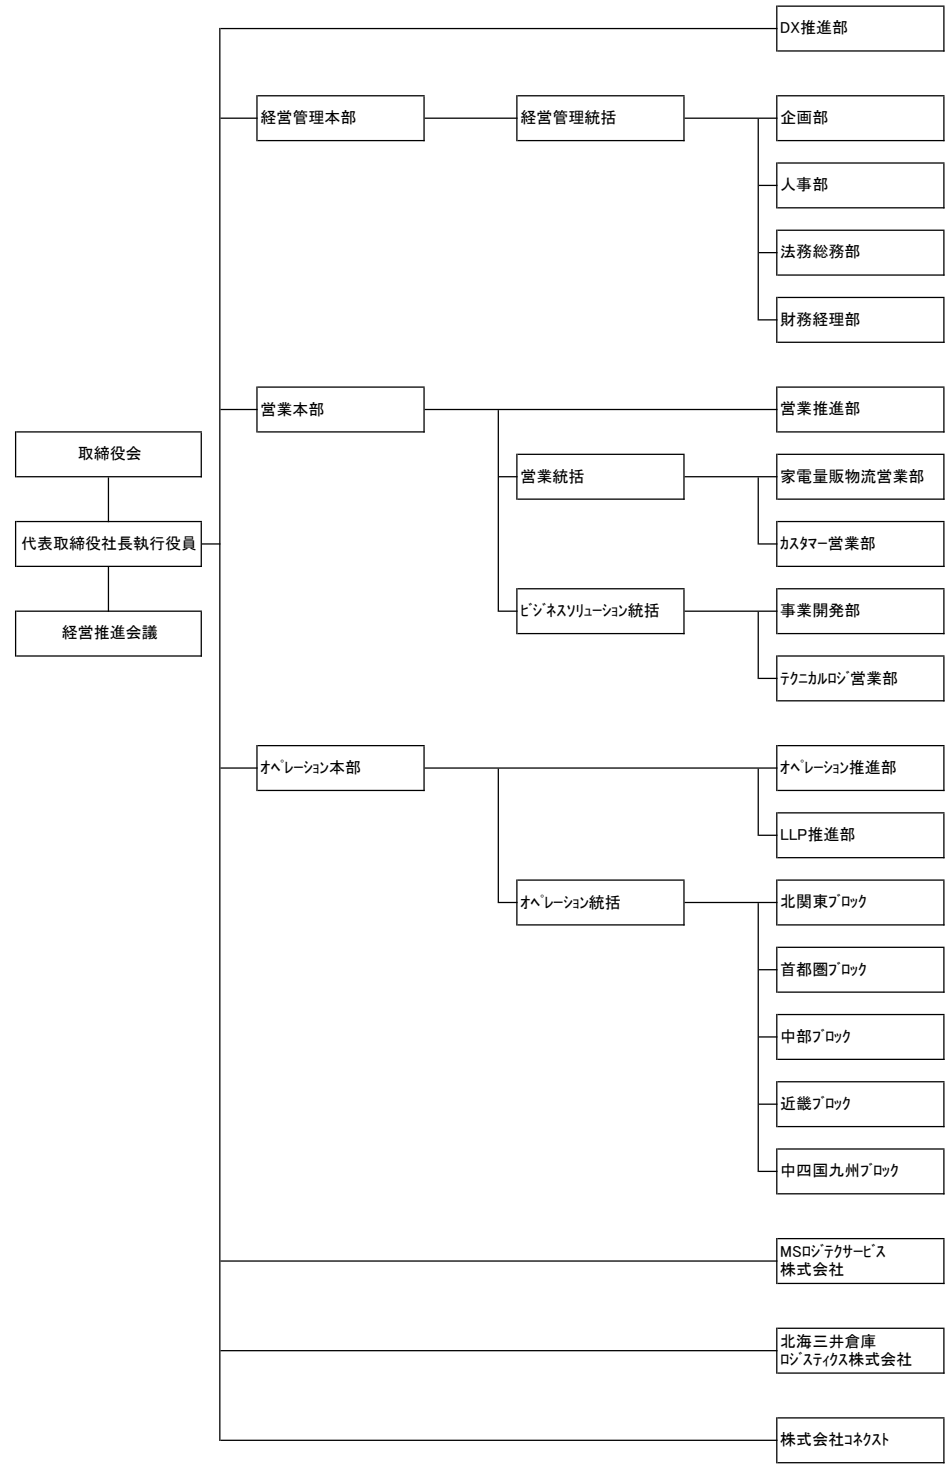 DX推進部
経営管理本部
経営管理統括
企画部
人事部
法務総務部
財務経理部
営業本部
営業推進部
取締役会
営業統括
家電量販物流営業部
代表取締役社長執行役員
ｶｽﾀﾏｰ営業部
経営推進会議
ﾋﾞｼﾞﾈｽｿﾘｭｰｼｮﾝ統括
事業開発部
ﾃｸﾆｶﾙﾛｼﾞ営業部
ｵﾍﾟﾚｰｼｮﾝ本部
ｵﾍﾟﾚｰｼｮﾝ推進部
LLP推進部
ｵﾍﾟﾚｰｼｮﾝ統括
北関東ﾌﾞﾛｯｸ
首都圏ﾌﾞﾛｯｸ
中部ﾌﾞﾛｯｸ
近畿ﾌﾞﾛｯｸ
中四国九州ﾌﾞﾛｯｸ
MSﾛｼﾞﾃｸｻｰﾋﾞｽ
株式会社
北海三井倉庫
ﾛｼﾞｽﾃｨｸｽ株式会社
株式会社ｺﾈｸｽﾄ